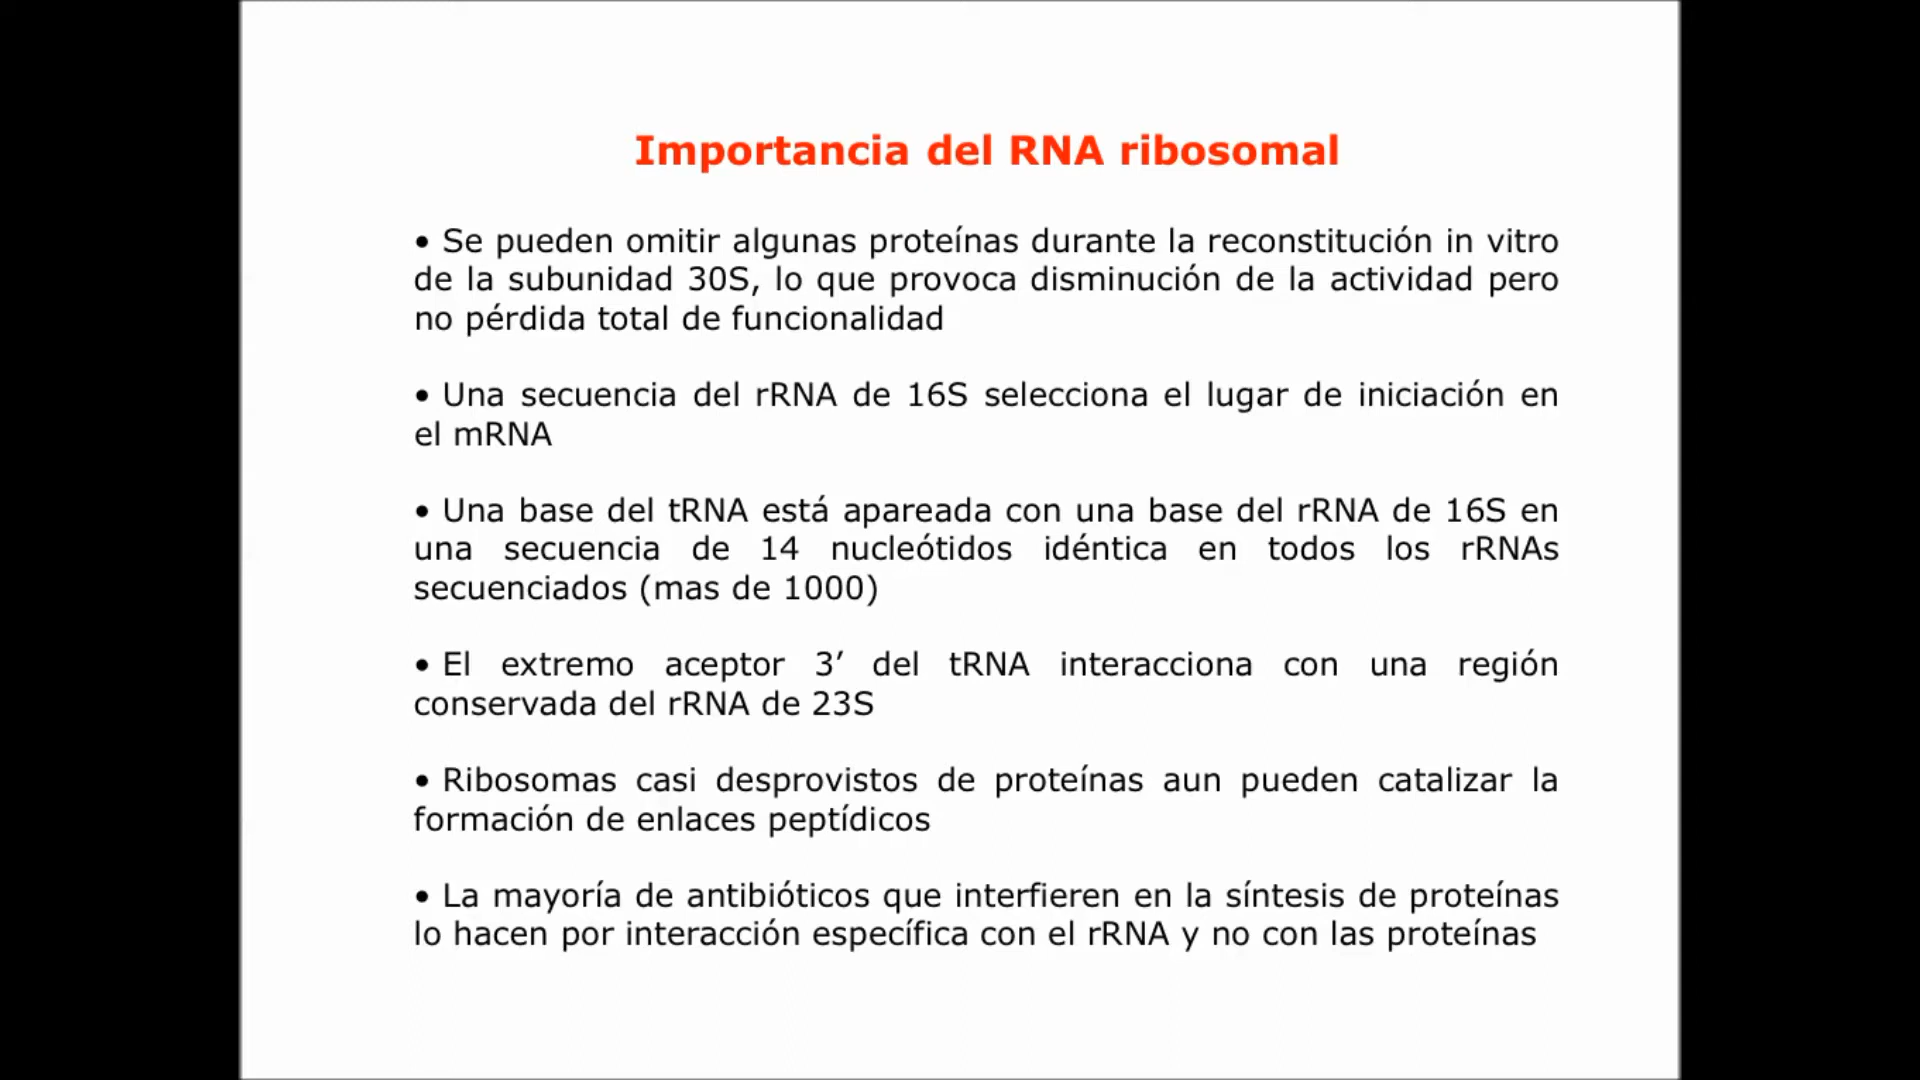 Importancia del RNA ribosomal
• Se pueden omitir algunas proteínas durante la reconstitución in vitro
de la subunidad 30S, lo que provoca disminución de la actividad pero
no pérdida total de funcionalidad
• Una secuencia del rRNA de 16S selecciona el lugar de iniciación en
el mRNA
• Una base del tRNA está apareada con una base del rRNA de 16S en
una secuencia de 14 nucleótidos idéntica en todos los rRNAs
secuenciados (mas de 1000)
• El extremo aceptor 3’ del tRNA interacciona con una región
conservada del rRNA de 23S
• Ribosomas casi desprovistos de proteínas aun pueden catalizar la
formación de enlaces peptídicos
• La mayoría de antibióticos que interfieren en la síntesis de proteínas
lo hacen por interacción específica con el rRNA y no con las proteínas